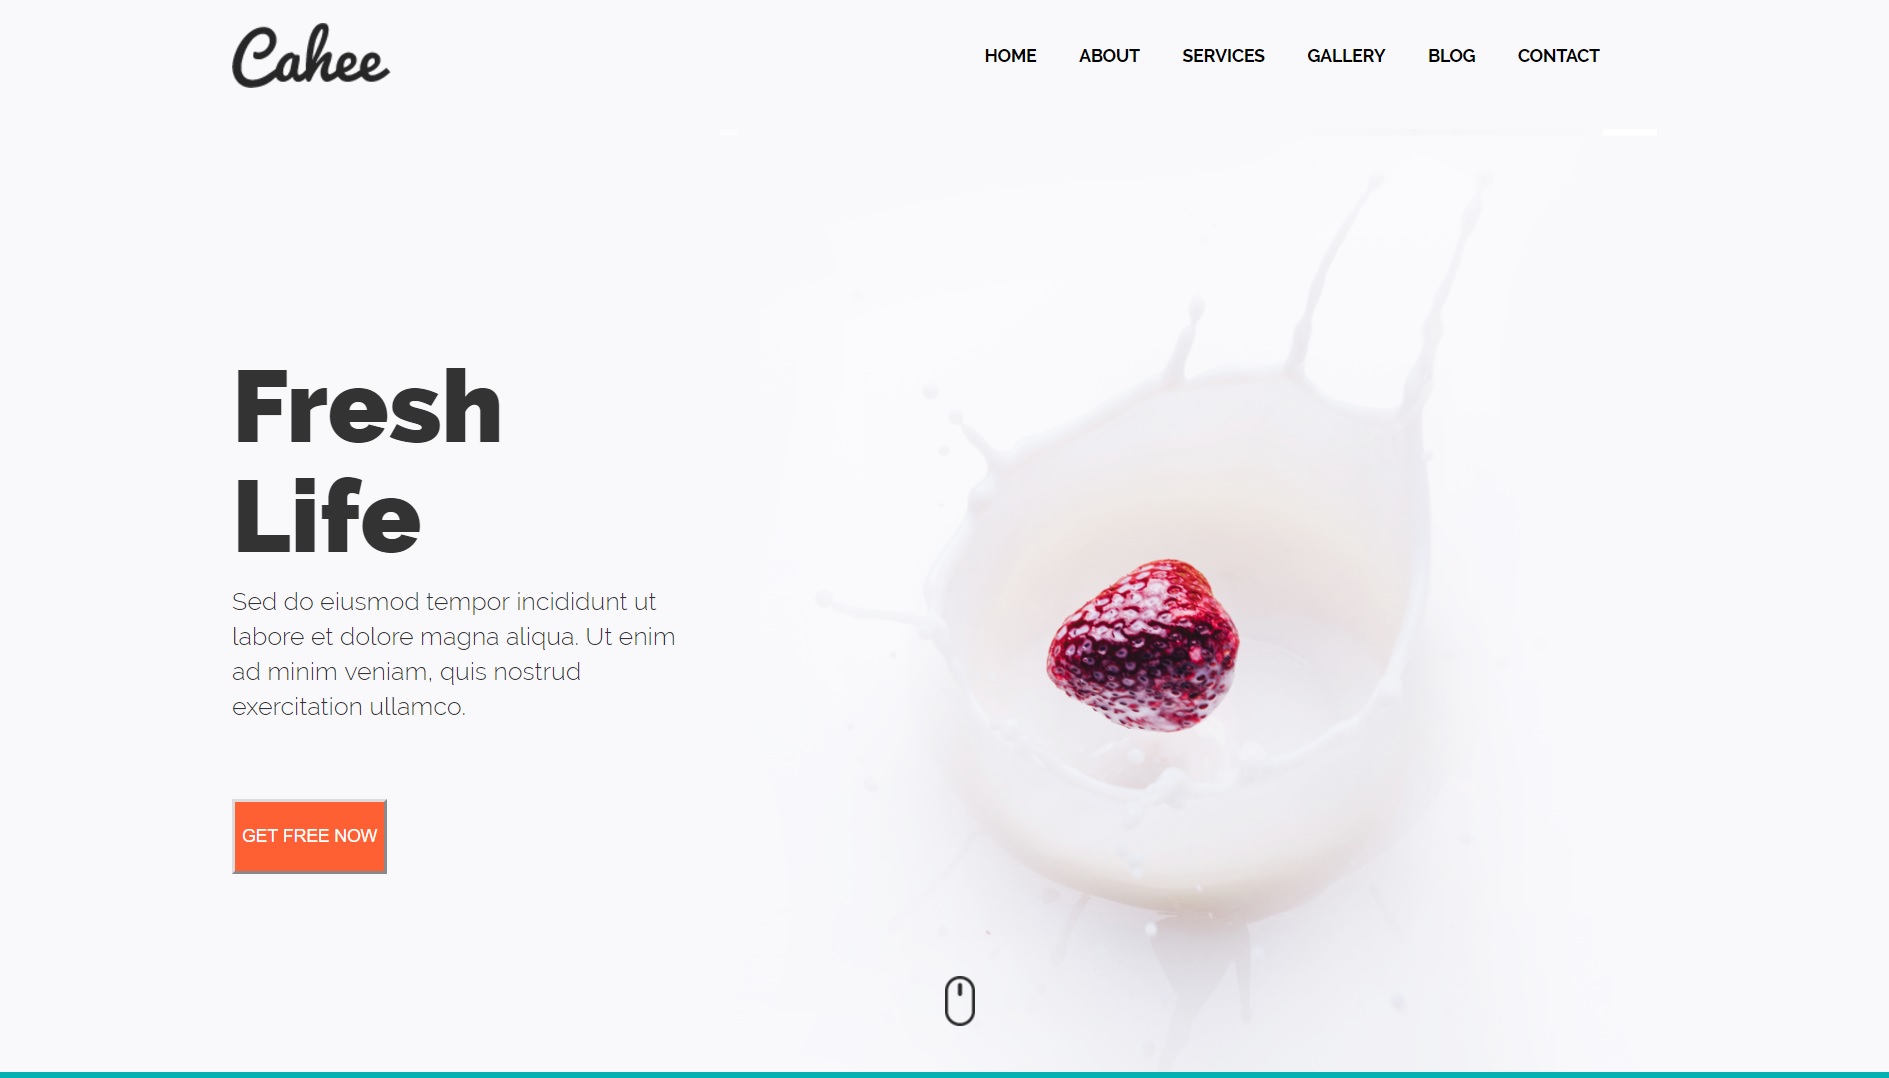 Cahee
HOME ABOUT SERVICES GALLERY BLOG CONTACT
Fresh
Life
Sed do eiusmod tempor incididunt ut
labore et dolore magna aliqua. Ut enim
ad minim veniam, quis nostrud
exercitation ullamco.
GET FREE NOW